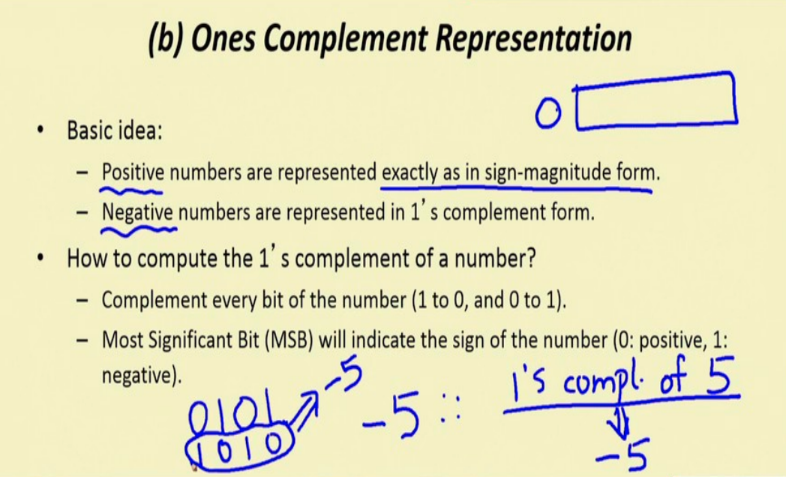 (b) Ones Complement Representation
0
• Basic idea:
– Positive numbers are represented exactly as in sign-magnitude form.
– Negative numbers are represented in 1's complement form.
• How to compute the 1's complement of a number?
– Complement every bit of the number (1 to 0, and 0 to 1).
– Most Significant Bit (MSB) will indicate the sign of the number (0: positive, 1:
negative).
-5
1's compl. of 5
0101
-5 ::
1010
-5